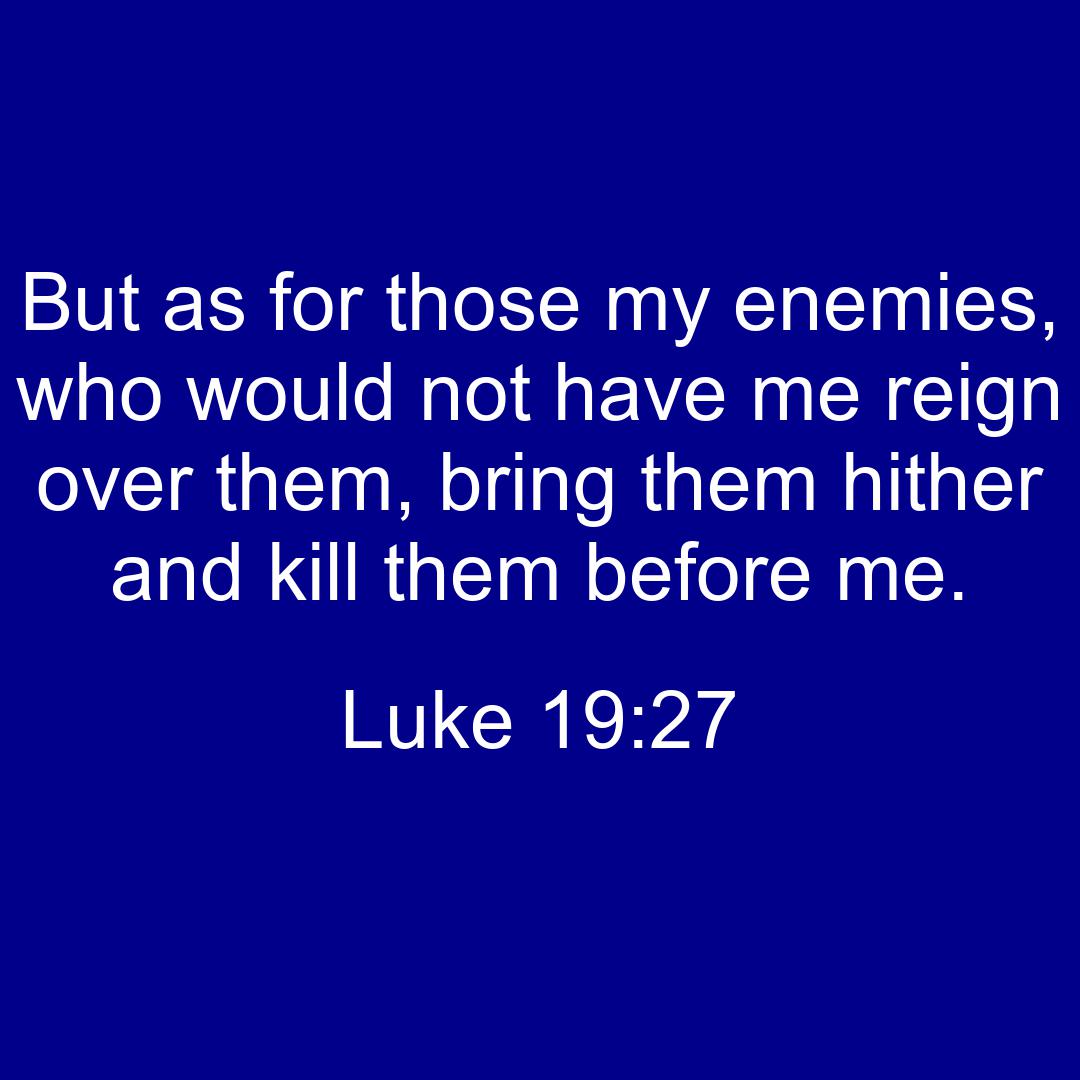 But as for those my enemies,
who would not have me reign
over them, bring them hither
and kill them before me.
Luke 19:27